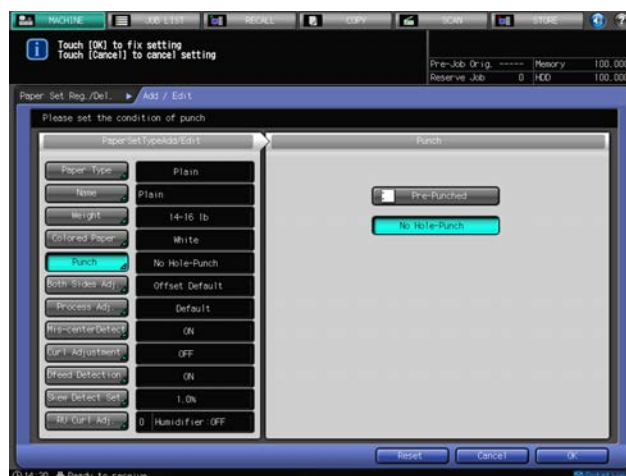 MACHINE JOB LIST RECALL COPY SCAN STORE ?
Touch [OK] to fix setting
Touch [Cancel] to cancel setting
Pre-Job Orig. ----- Memory 100.000
Reserve Job 0 HDD 100.000
Paper Set Reg./Del. Add / Edit
Please set the condition of punch
PaperSetTypeAdd/Edit Punch
Paper Type Plain
Name Plain
Weight 14-16 lb
Colored Paper White
Punch No Hole-Punch
Both Sides Adj. Offset Default
Process Adj. Default
Mis-centerDetect ON
Curl Adjustment OFF
Dfeed Detection ON
Skew Detect Set. 1.0%
RU Curl Adj. 0 Humidifier:OFF
Pre-Punched
No Hole-Punch
Reset Cancel OK
14:20 Ready to receive